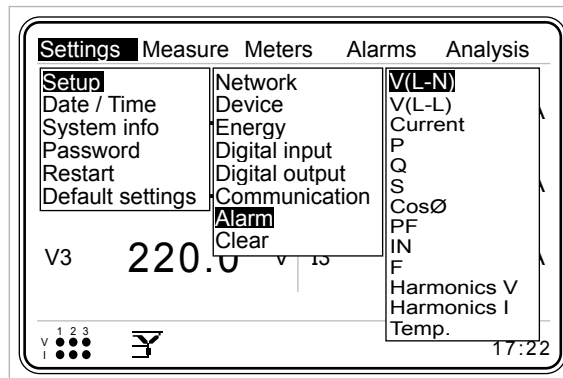 Settings Measure Meters Alarms Analysis
Setup
Date / Time
System info
Password
Restart
Default settings
Network
Device
Energy
Digital input
Digital output
Communication
Alarm
Clear
V(L-N)
V(L-L)
Current
P
Q
S
CosØ
PF
IN
F
Harmonics V
Harmonics I
Temp.
V3 220.0 V I3
1 2 3
V
I
17:22